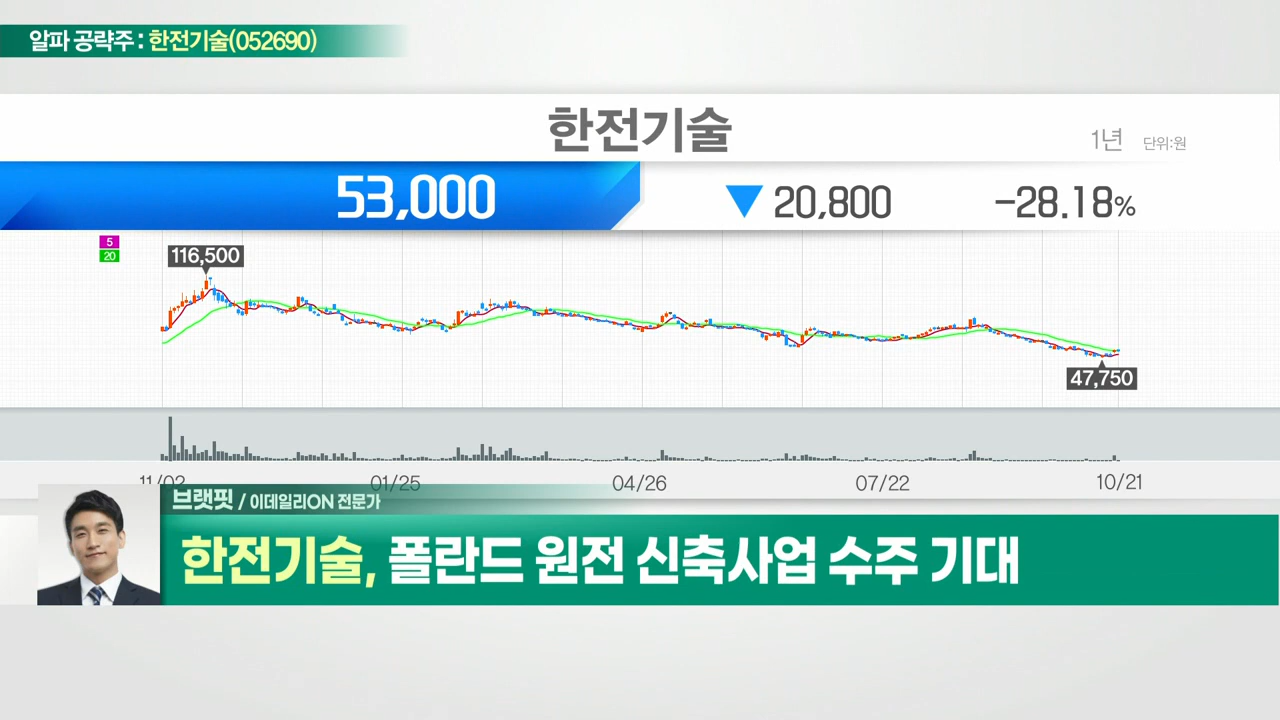 알파 공략주 : 한전기술(052690)
한전기술
1년 단위:원
53,000 ▼ 20,800 -28.18%
5
20
116,500
47,750
11/02 01/25 04/26 07/22 10/21
브랫핏 / 이데일리ON 전문가
한전기술, 폴란드 원전 신축사업 수주 기대